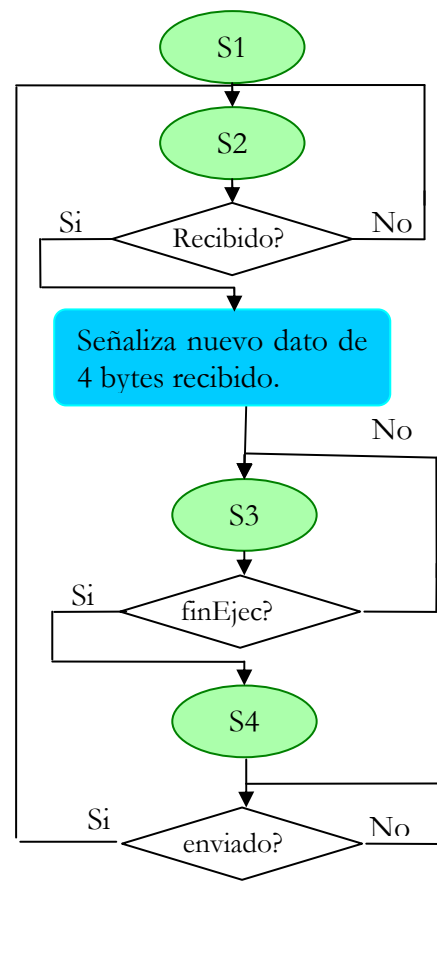 S1
S2
Si
Recibido?
No
Señaliza nuevo dato de
4 bytes recibido.
No
S3
Si
finEjec?
S4
Si
enviado?
No